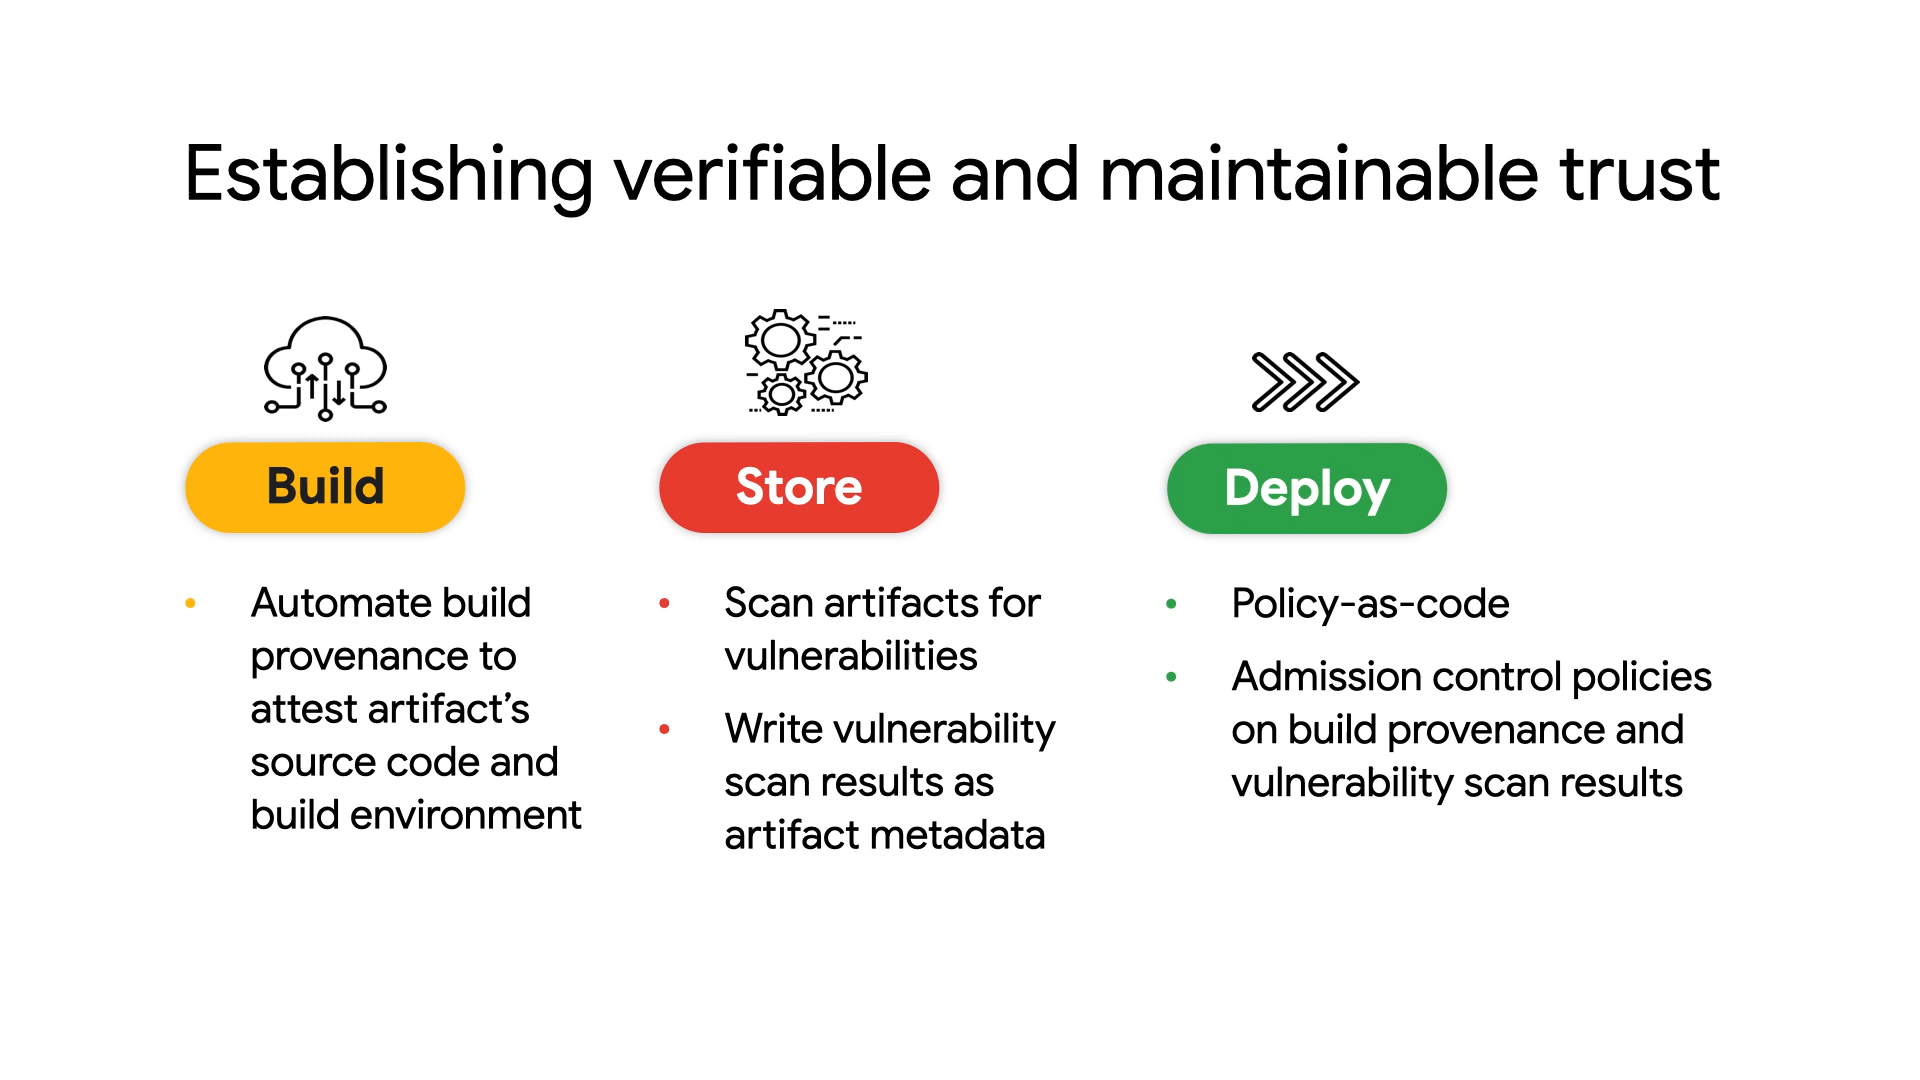 Establishing verifiable and maintainable trust
Build
• Automate build
provenance to
attest artifact’s
source code and
build environment
Store
• Scan artifacts for
vulnerabilities
• Write vulnerability
scan results as
artifact metadata
Deploy
• Policy-as-code
• Admission control policies
on build provenance and
vulnerability scan results